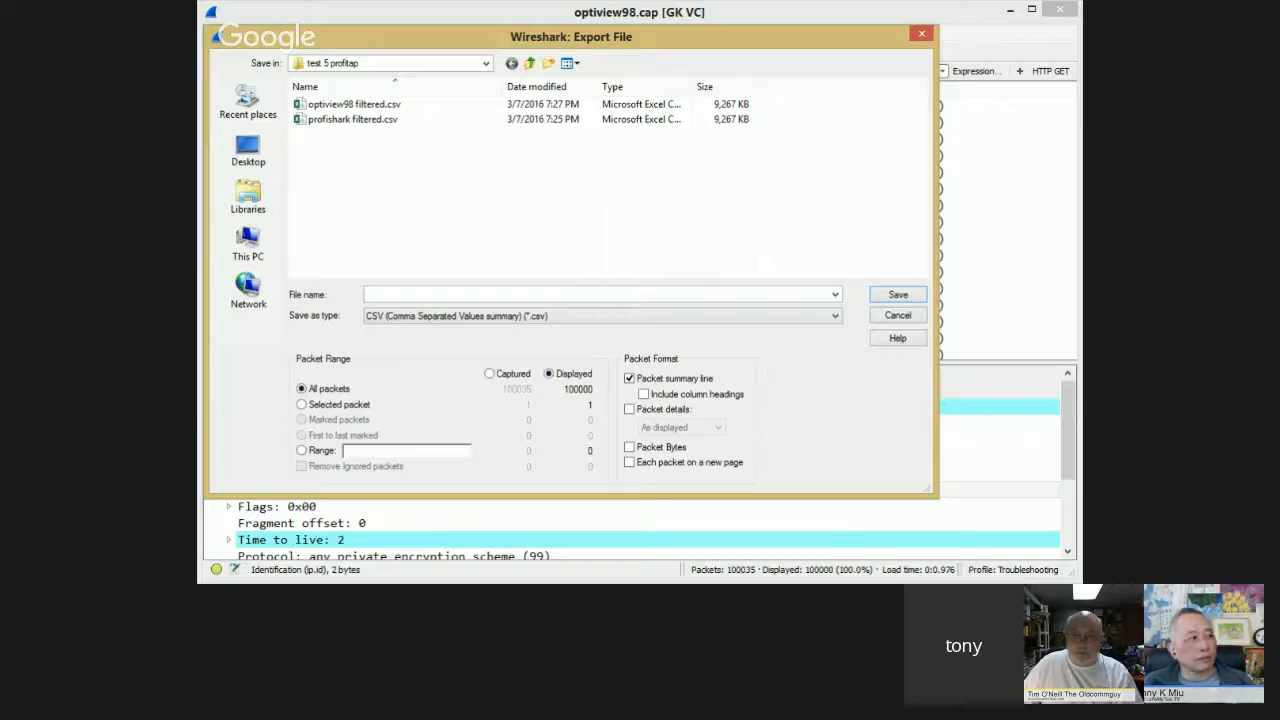 optiview98.cap [GK VC]
Google
Wireshark: Export File
Save in: test 5 profitap
Expression... + HTTP GET
Name Date modified Type Size
optiview98 filtered.csv 3/7/2016 7:27 PM Microsoft Excel C... 9,267 KB
profishark filtered.csv 3/7/2016 7:25 PM Microsoft Excel C... 9,267 KB
Recent places
Desktop
Libraries
This PC
Network
File name: Save
Save as type: CSV (Comma Separated Values summary) (*.csv) Cancel
Help
Packet Range
Captured Displayed
All packets 100035 100000
Selected packet 1 1
Marked packets 0 0
First to last marked 0 0
Range: 0 0
Remove Ignored packets 0 0
Packet Format
Packet summary line
Include column headings
Packet details:
As displayed
Packet Bytes
Each packet on a new page
Flags: 0x00
Fragment offset: 0
Time to live: 2
Protocol: any private encryption scheme (99)
Identification (ip.id), 2 bytes
Packets: 100035 · Displayed: 100000 (100.0%) · Load time: 0:0.976
Profile: Troubleshooting
tony
Tim O'Neill The Oldcommguy
nny K Miu